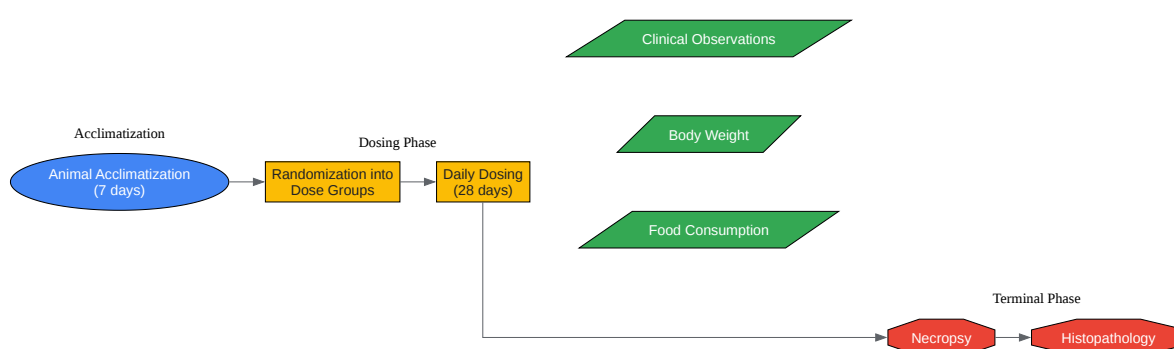 Clinical Observations
Body Weight
Food Consumption
Acclimatization
Animal Acclimatization
(7 days)
Dosing Phase
Randomization into
Dose Groups
Daily Dosing
(28 days)
Terminal Phase
Necropsy
Histopathology